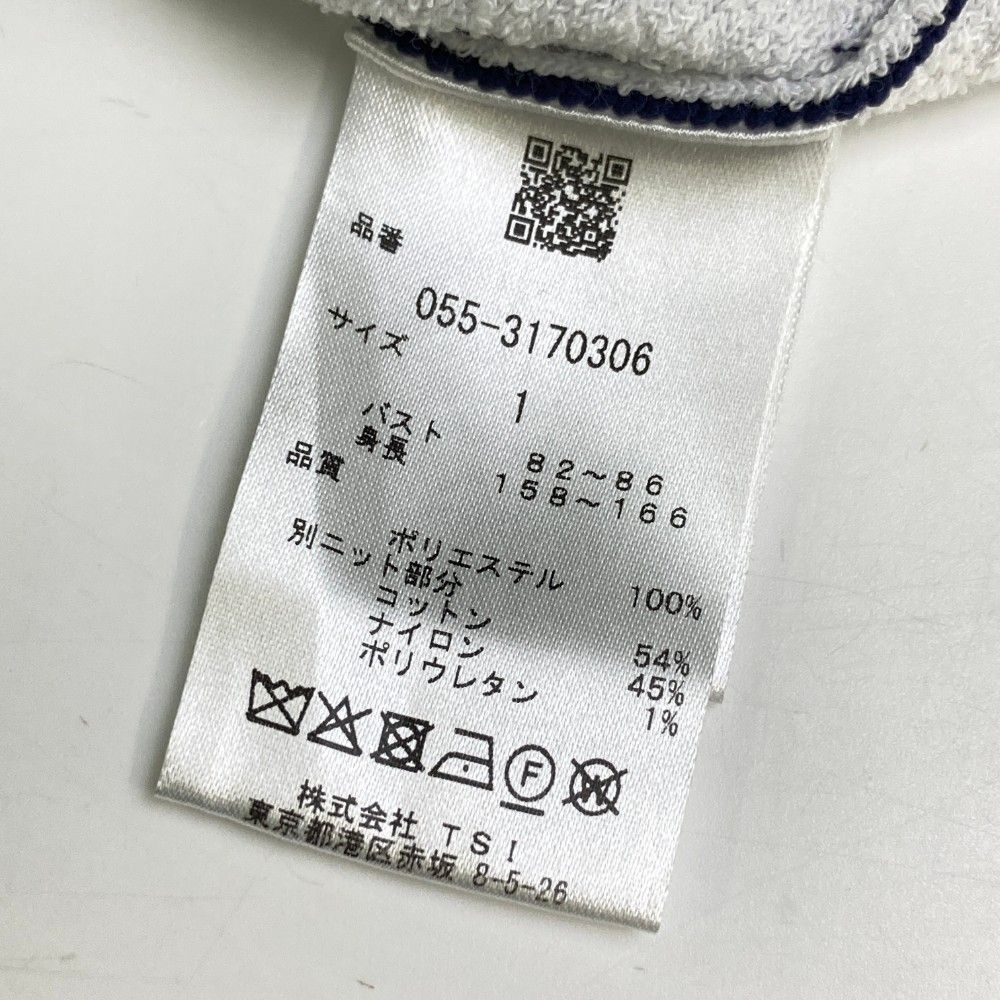 品番
055-3170306
サイズ
1
バスト 82~86
身長 158~166
品質
ポリエステル 100%
別ニット部分
コットン 54%
ナイロン 45%
ポリウレタン 1%
F
W
株式会社 TSI
東京都港区赤坂 8-5-26